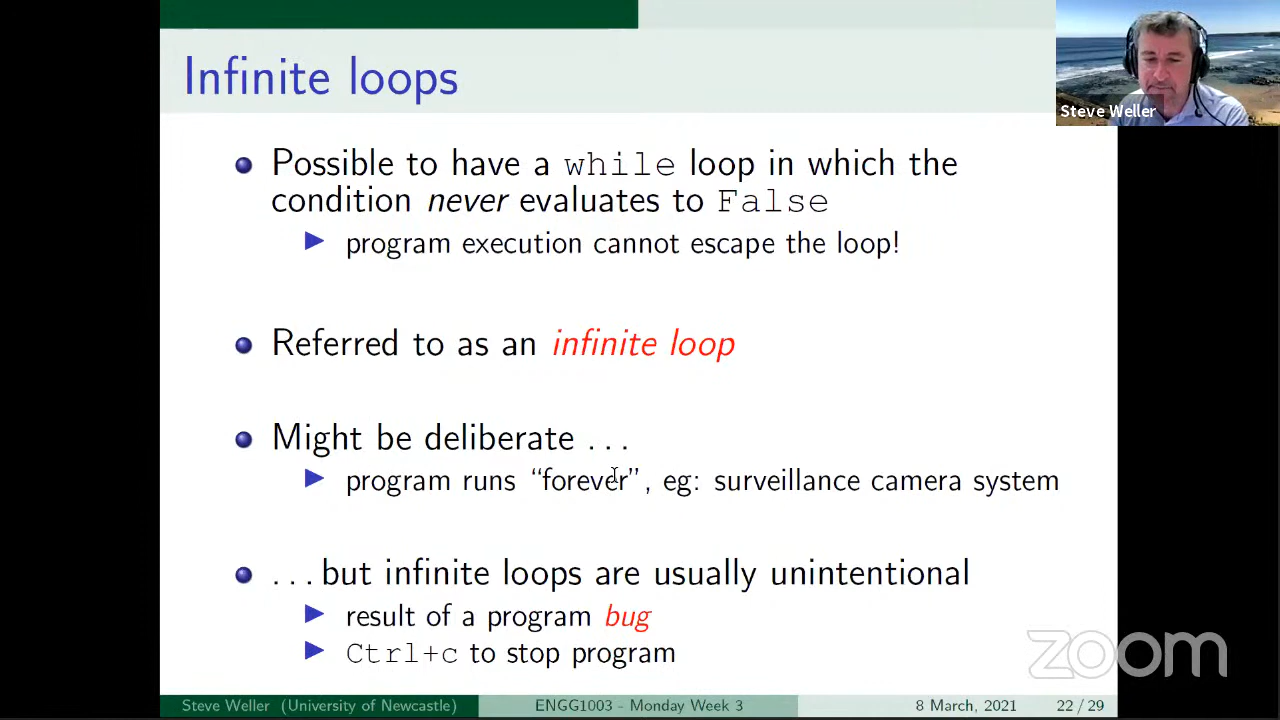 Infinite loops
Steve Weller
Possible to have a while loop in which the
condition never evaluates to False
program execution cannot escape the loop!
Referred to as an infinite loop
Might be deliberate ...
program runs “forever”, eg: surveillance camera system
...but infinite loops are usually unintentional
result of a program bug
Ctrl+c to stop program
zoom
Steve Weller (University of Newcastle)
ENGG1003 - Monday Week 3
8 March, 2021
22 / 29